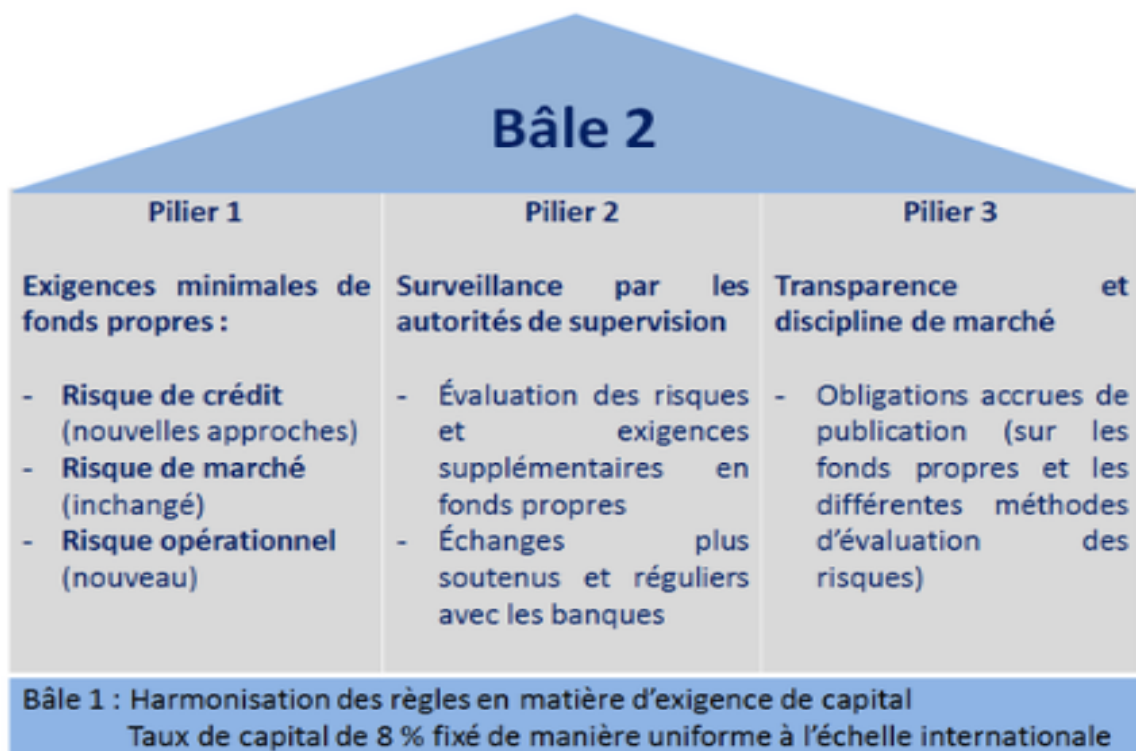 Bâle 2
Pilier 1
Exigences minimales de
fonds propres :
- Risque de crédit
(nouvelles approches)
- Risque de marché
(inchangé)
- Risque opérationnel
(nouveau)
Pilier 2
Surveillance par les
autorités de supervision
- Évaluation des risques
et exigences
supplémentaires en
fonds propres
- Échanges plus
soutenus et réguliers
avec les banques
Pilier 3
Transparence et
discipline de marché
- Obligations accrues de
publication (sur les
fonds propres et les
différentes méthodes
d’évaluation des
risques)
Bâle 1 : Harmonisation des règles en matière d’exigence de capital
Taux de capital de 8 % fixé de manière uniforme à l’échelle internationale